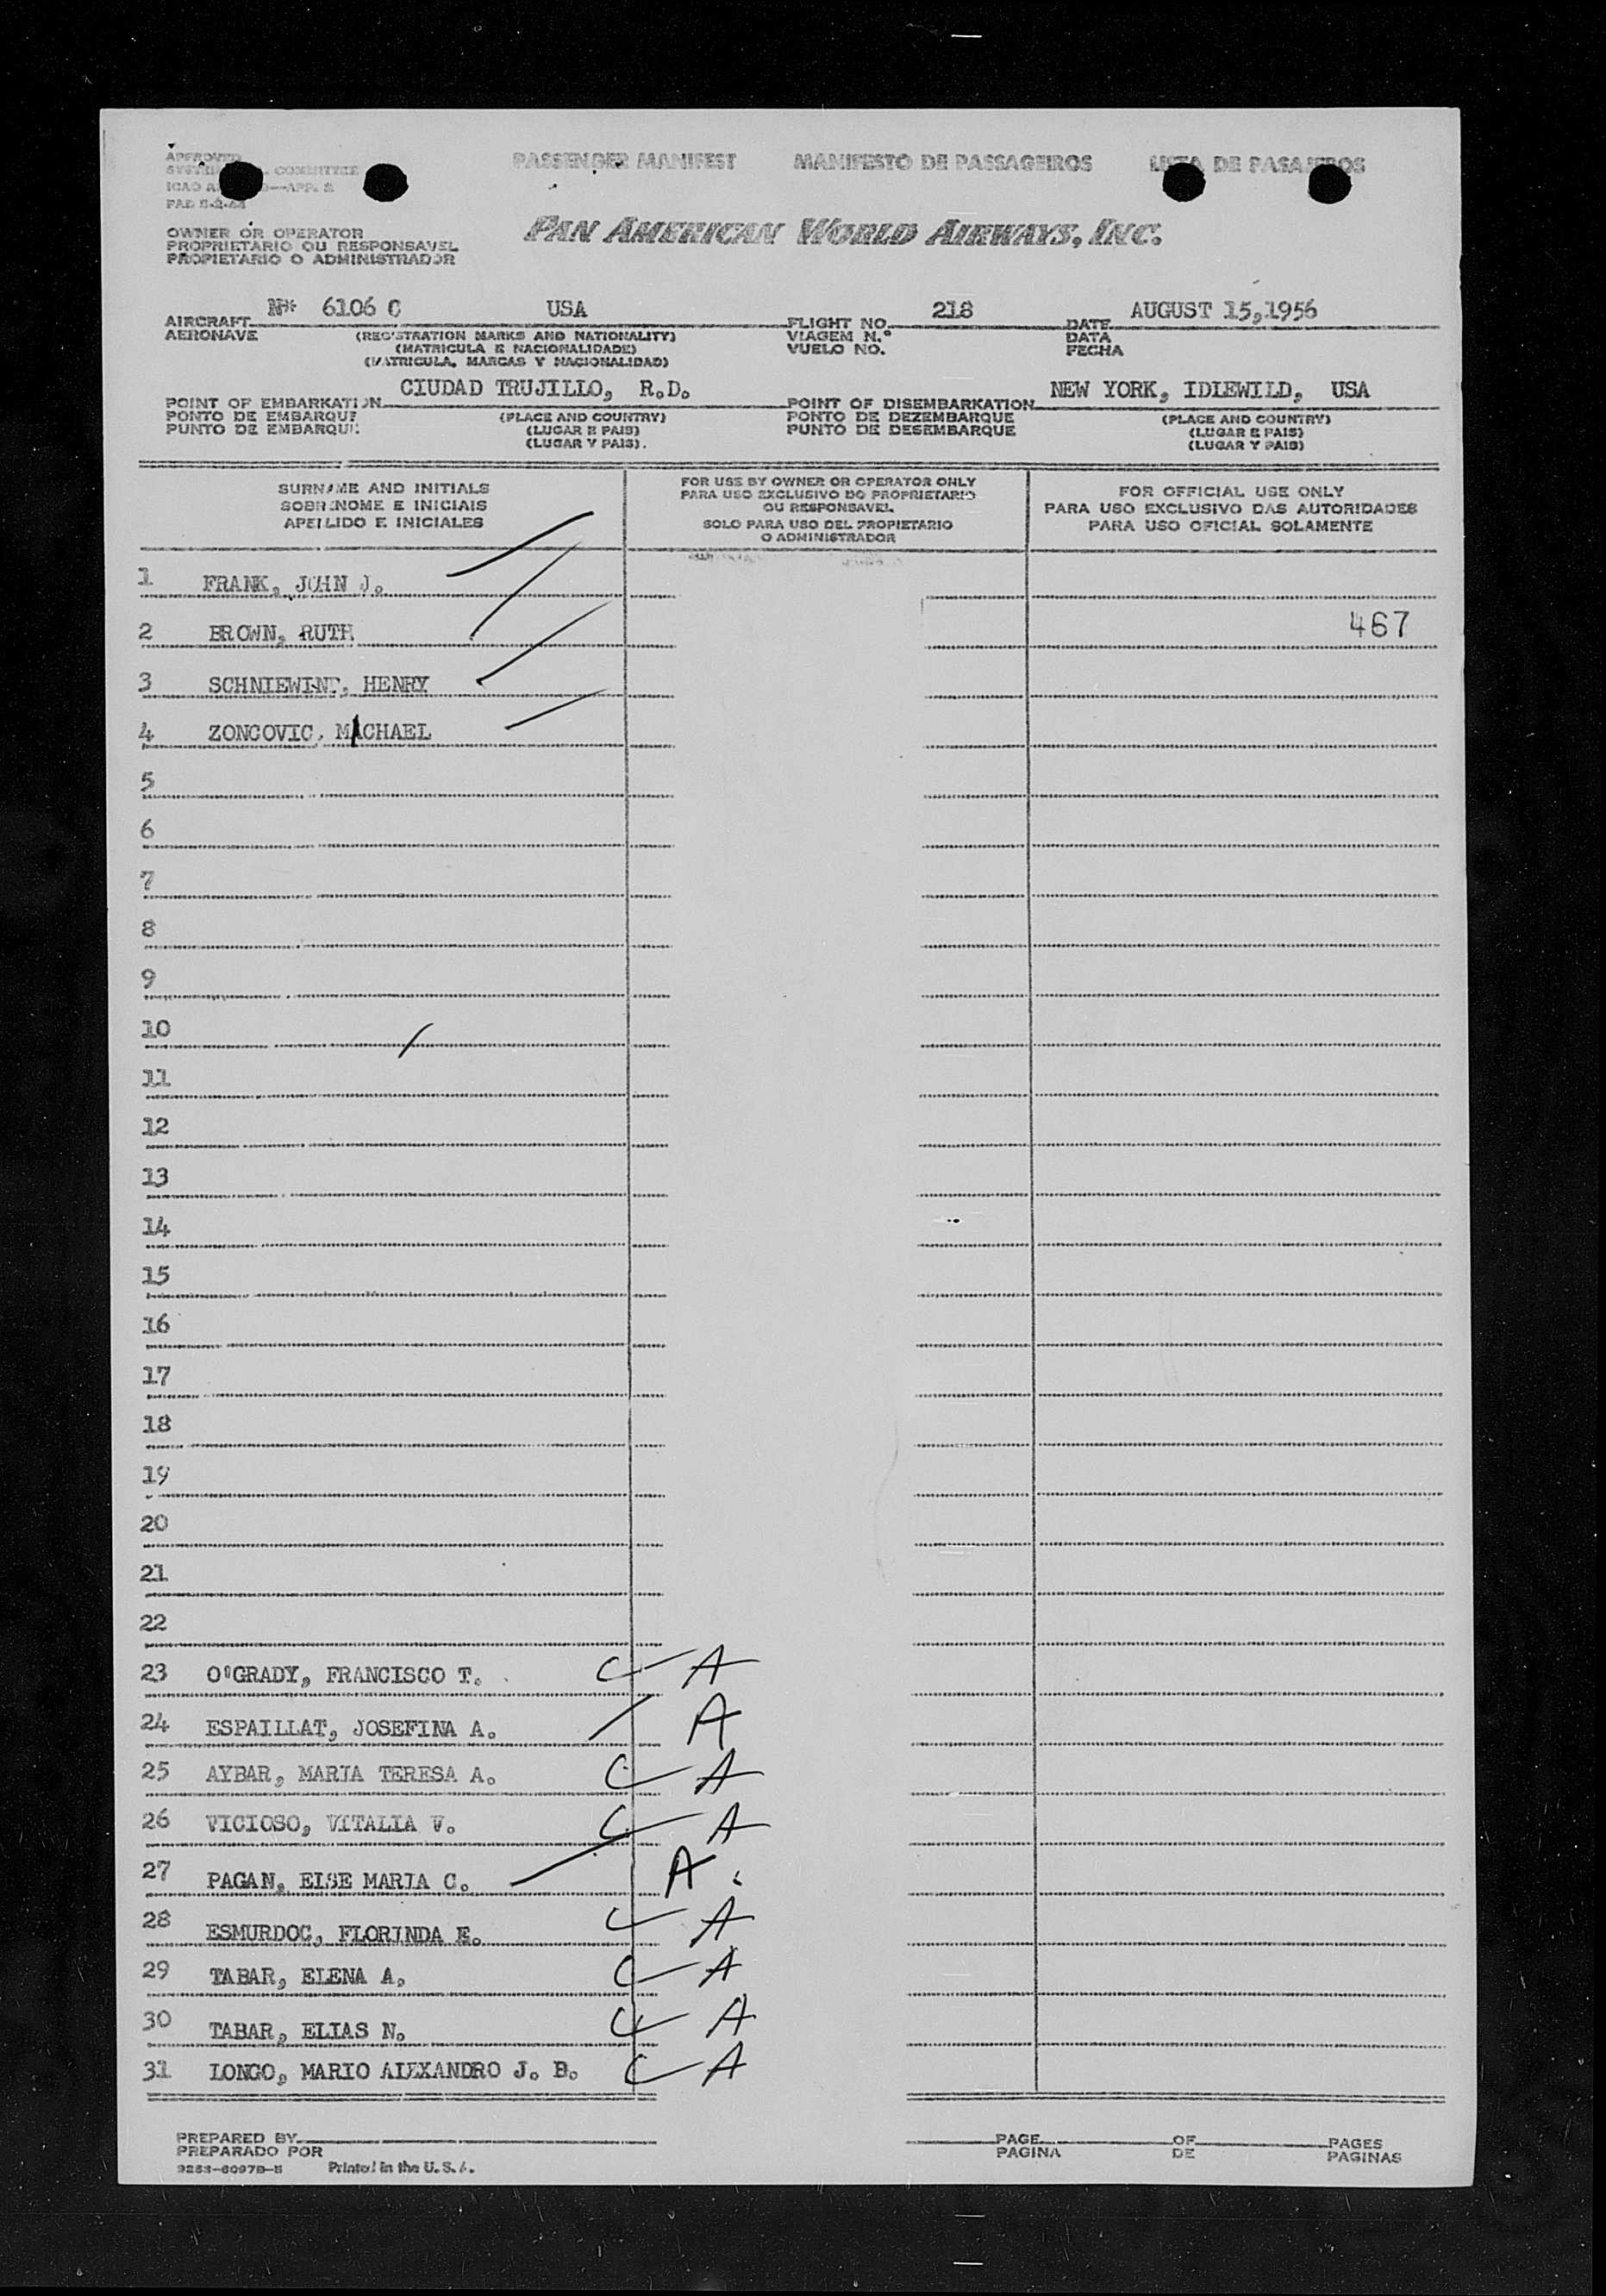 APPROVED
COMMITTEE
PASSENGER MANIFEST MANIFESTO DE PASSAGEIROS LISTA DE PASAJEROS
PAN AMERICAN WORLD AIRWAYS, INC.
OWNER OR OPERATOR
PROPRIETARIO OU RESPONSAVEL
PROPIETARIO O ADMINISTRADOR
AIRCRAFT N** 6106 C USA FLIGHT NO. 218 DATE AUGUST 15,1956
AERONAVE (REGISTRATION MARKS AND NATIONALITY) VIAGEM N.º DATA
(MATRICULA E NACIONALIDADE) VUELO NO. FECHA
(MATRICULA, MARCAS Y NACIONALIDAD)
POINT OF EMBARKATION CIUDAD TRUJILLO, R.D. POINT OF DISEMBARKATION NEW YORK, IDLEWILD, USA
PONTO DE EMBARQUE (PLACE AND COUNTRY) PONTO DE DEZEMBARQUE (PLACE AND COUNTRY)
PUNTO DE EMBARQUE (LUGAR E PAIS) PUNTO DE DESEMBARQUE (LUGAR E PAIS)
(LUGAR Y PAIS). (LUGAR Y PAIS)
SURNAME AND INITIALS
SOBRENOME E INICIAIS
APELLIDO E INICIALES
FOR USE BY OWNER OR OPERATOR ONLY
PARA USO EXCLUSIVO DO PROPRIETARIO
OU RESPONSAVEL
SOLO PARA USO DEL PROPIETARIO
O ADMINISTRADOR
FOR OFFICIAL USE ONLY
PARA USO EXCLUSIVO DAS AUTORIDADES
PARA USO OFICIAL SOLAMENTE
1 FRANK, JOHN J.
2 BROWN, RUTH 467
3 SCHNIEWIND, HENRY
4 ZONCOVIC, MICHAEL
5
6
7
8
9
10
11
12
13
14
15
16
17
18
19
20
21
22
23 O'GRADY, FRANCISCO T. C A
24 ESPAILLAT, JOSEFINA A. A
25 AYBAR, MARIA TERESA A. C A
26 VICIOSO, VITALIA V. C A
27 PAGAN, ELSE MARIA C. A
28 ESMURDOC, FLORINDA E. C A
29 TABAR, ELENA A. C A
30 TABAR, ELIAS N. C A
31 LONGO, MARIO ALEXANDRO J. B. C A
PREPARED BY PAGE OF PAGES
PREPARADO POR PAGINA DE PAGINAS
Printed in the U.S.A.